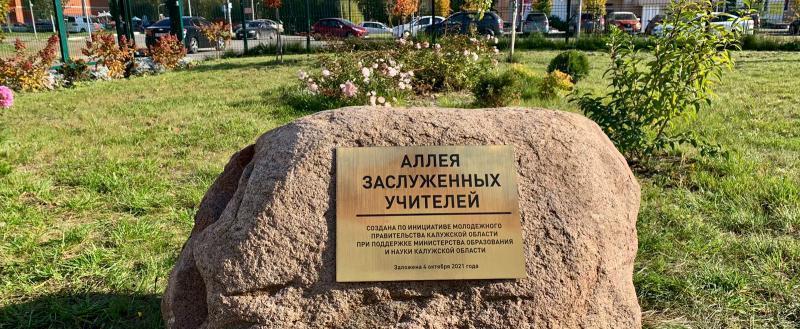 АЛЛЕЯ
ЗАСЛУЖЕННЫХ
УЧИТЕЛЕЙ
СОЗДАНА ПО ИНИЦИАТИВЕ МОЛОДЕЖНОГО
ПРАВИТЕЛЬСТВА КАЛУЖСКОЙ ОБЛАСТИ
ПРИ ПОДДЕРЖКЕ МИНИСТЕРСТВА ОБРАЗОВАНИЯ
И НАУКИ КАЛУЖСКОЙ ОБЛАСТИ
Заложена 4 октября 2021 года